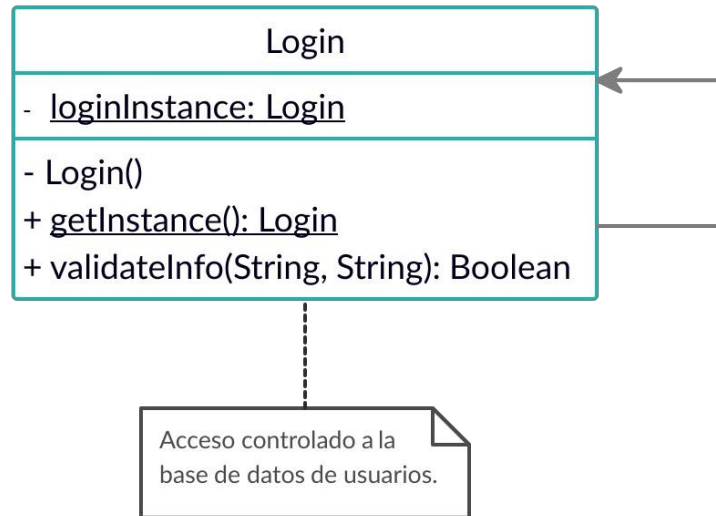 Login
- loginInstance: Login
- Login()
+ getInstance(): Login
+ validateInfo(String, String): Boolean
Acceso controlado a la
base de datos de usuarios.